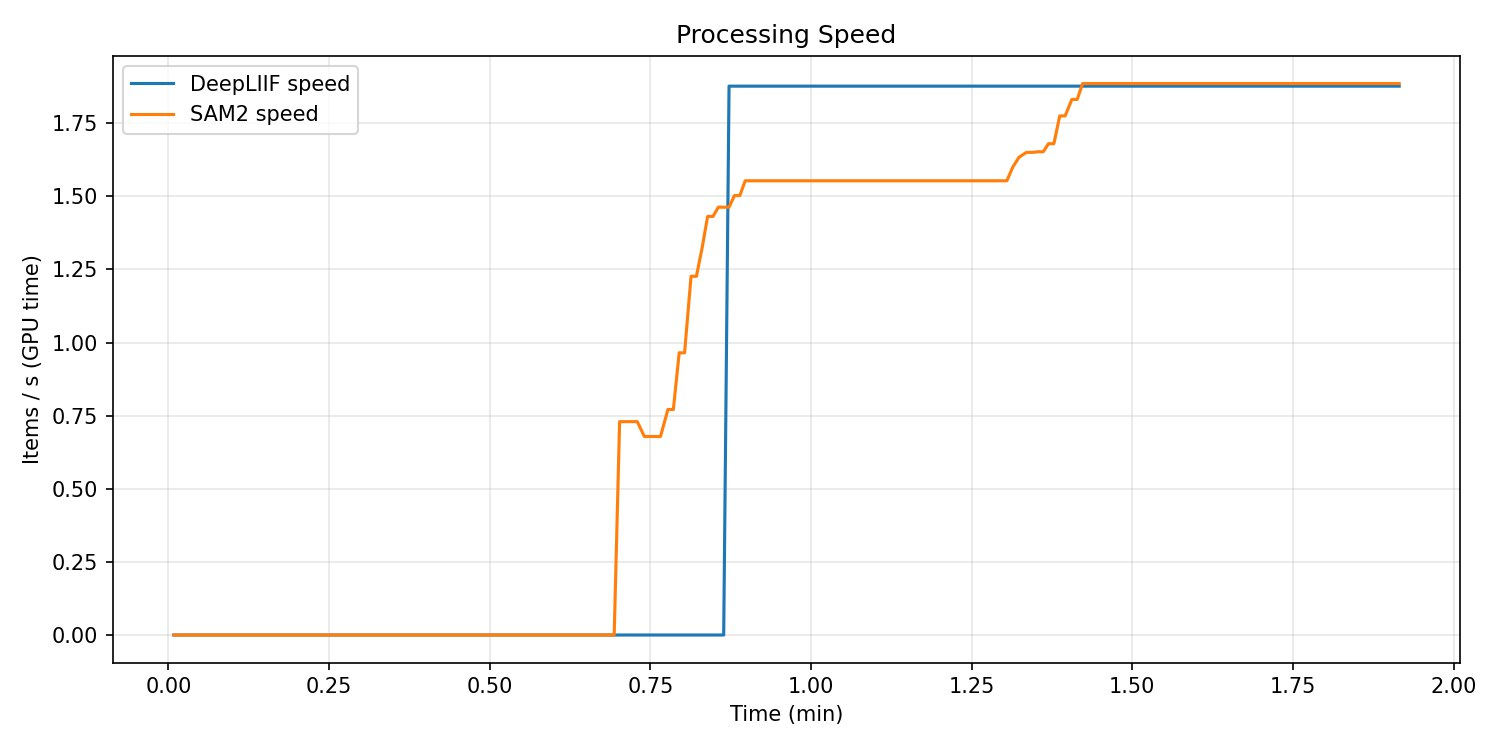 Processing Speed
DeepLIIF speed
SAM2 speed
Items / s (GPU time)
1.75
1.50
1.25
1.00
0.75
0.50
0.25
0.00
0.00 0.25 0.50 0.75 1.00 1.25 1.50 1.75 2.00
Time (min)